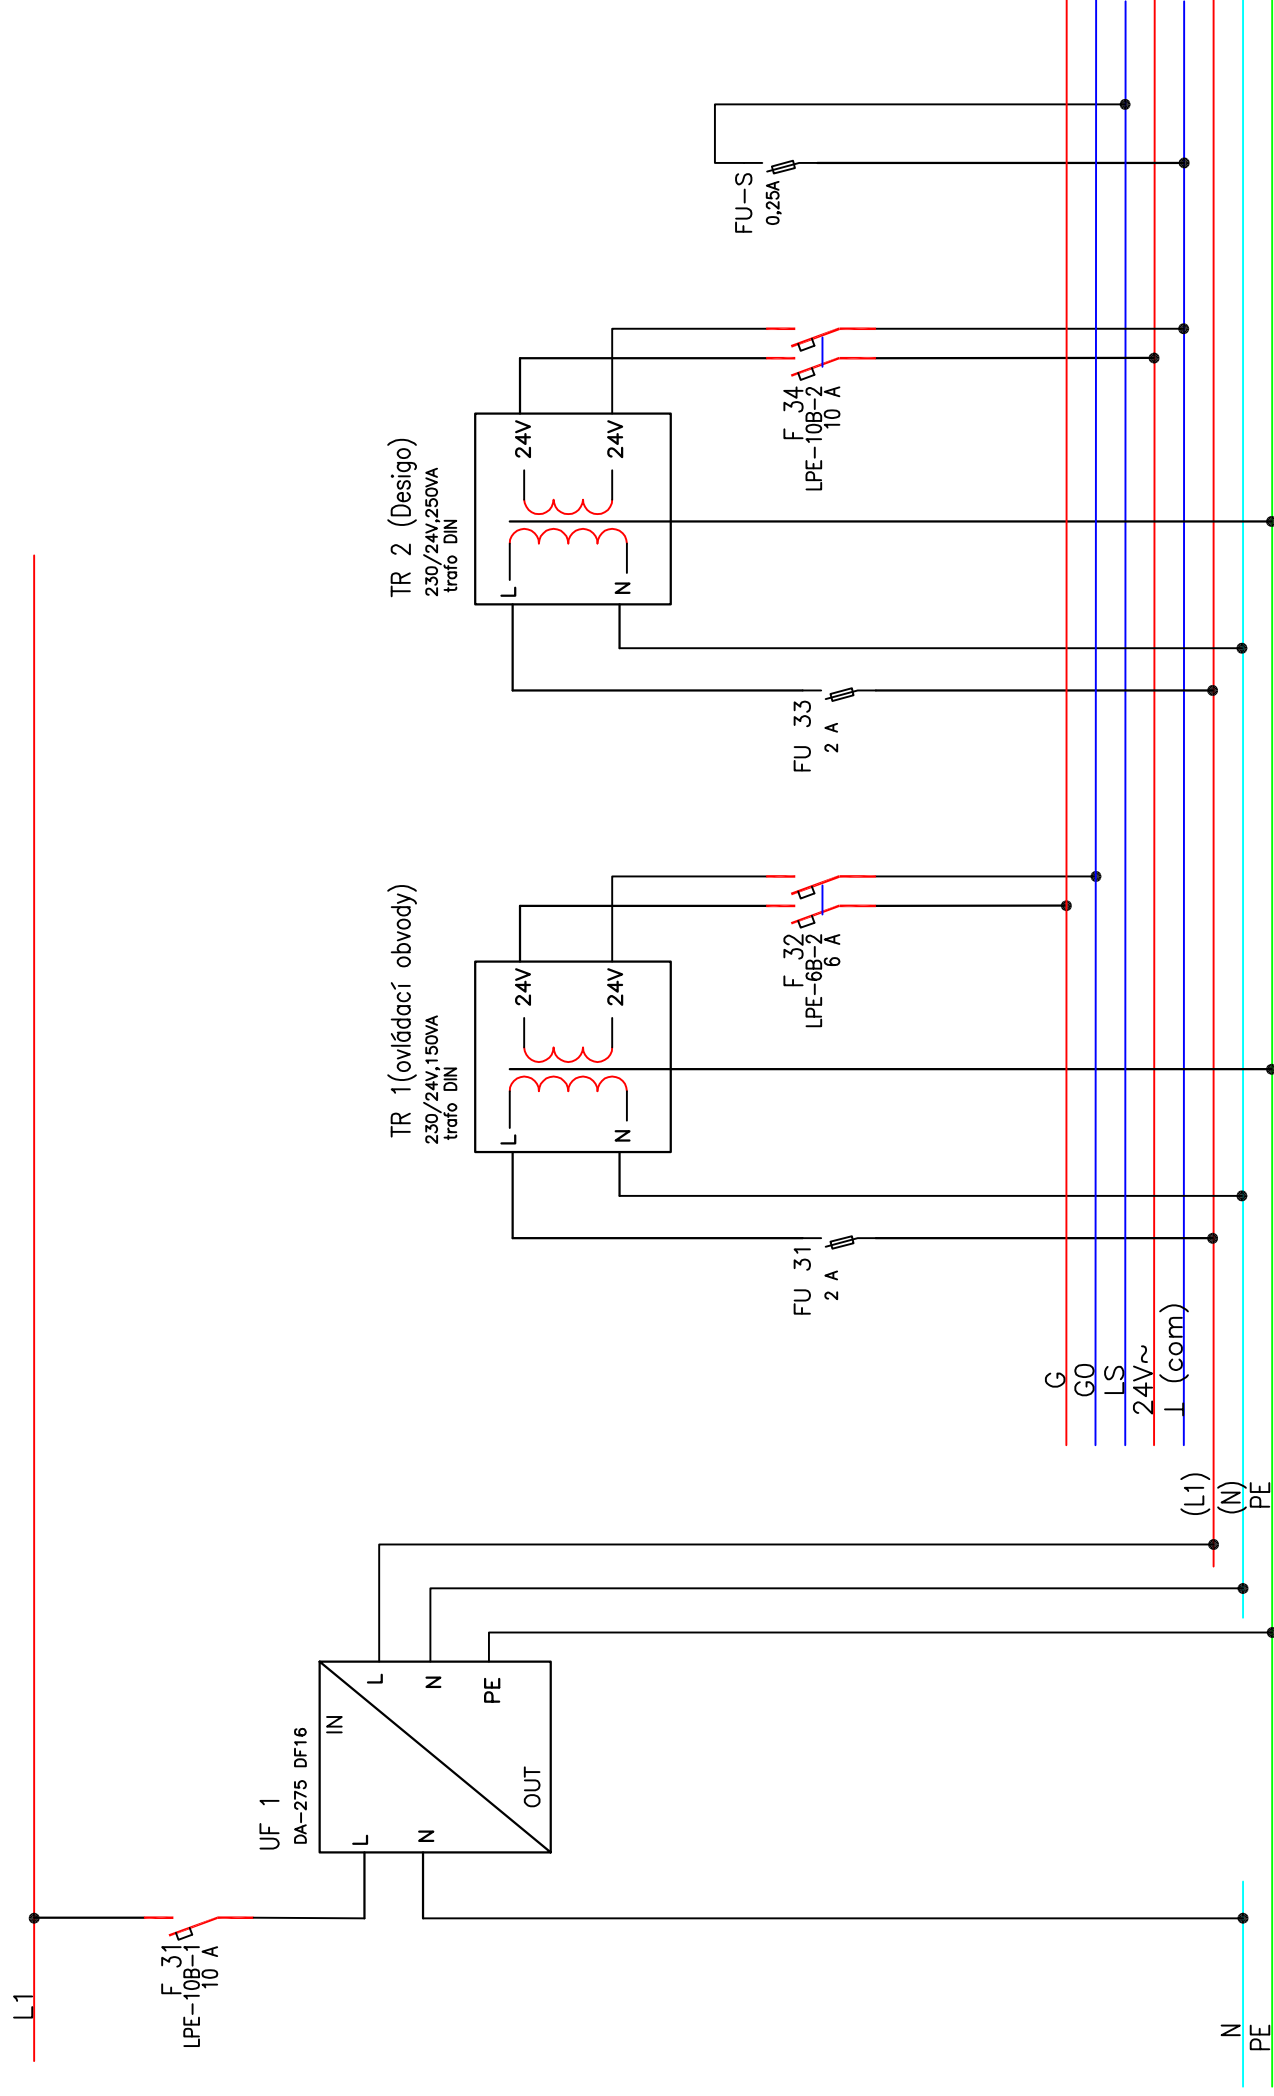 L1
F 31
LPE-10B-1
10 A
UF 1
DA-275 DF16
L
N
IN
OUT
L
N
PE
N
PE
(L1)
(N)
PE
G
G0
LS
24V~
⊥ (com)
FU 31
2 A
TR 1(ovládací obvody)
230/24V,150VA
trafo DIN
L
N
24V
24V
F 32
LPE-6B-2
6 A
FU 33
2 A
TR 2 (Desigo)
230/24V,250VA
trafo DIN
L
N
24V
24V
F 34
LPE-10B-2
10 A
FU-S
0,25A